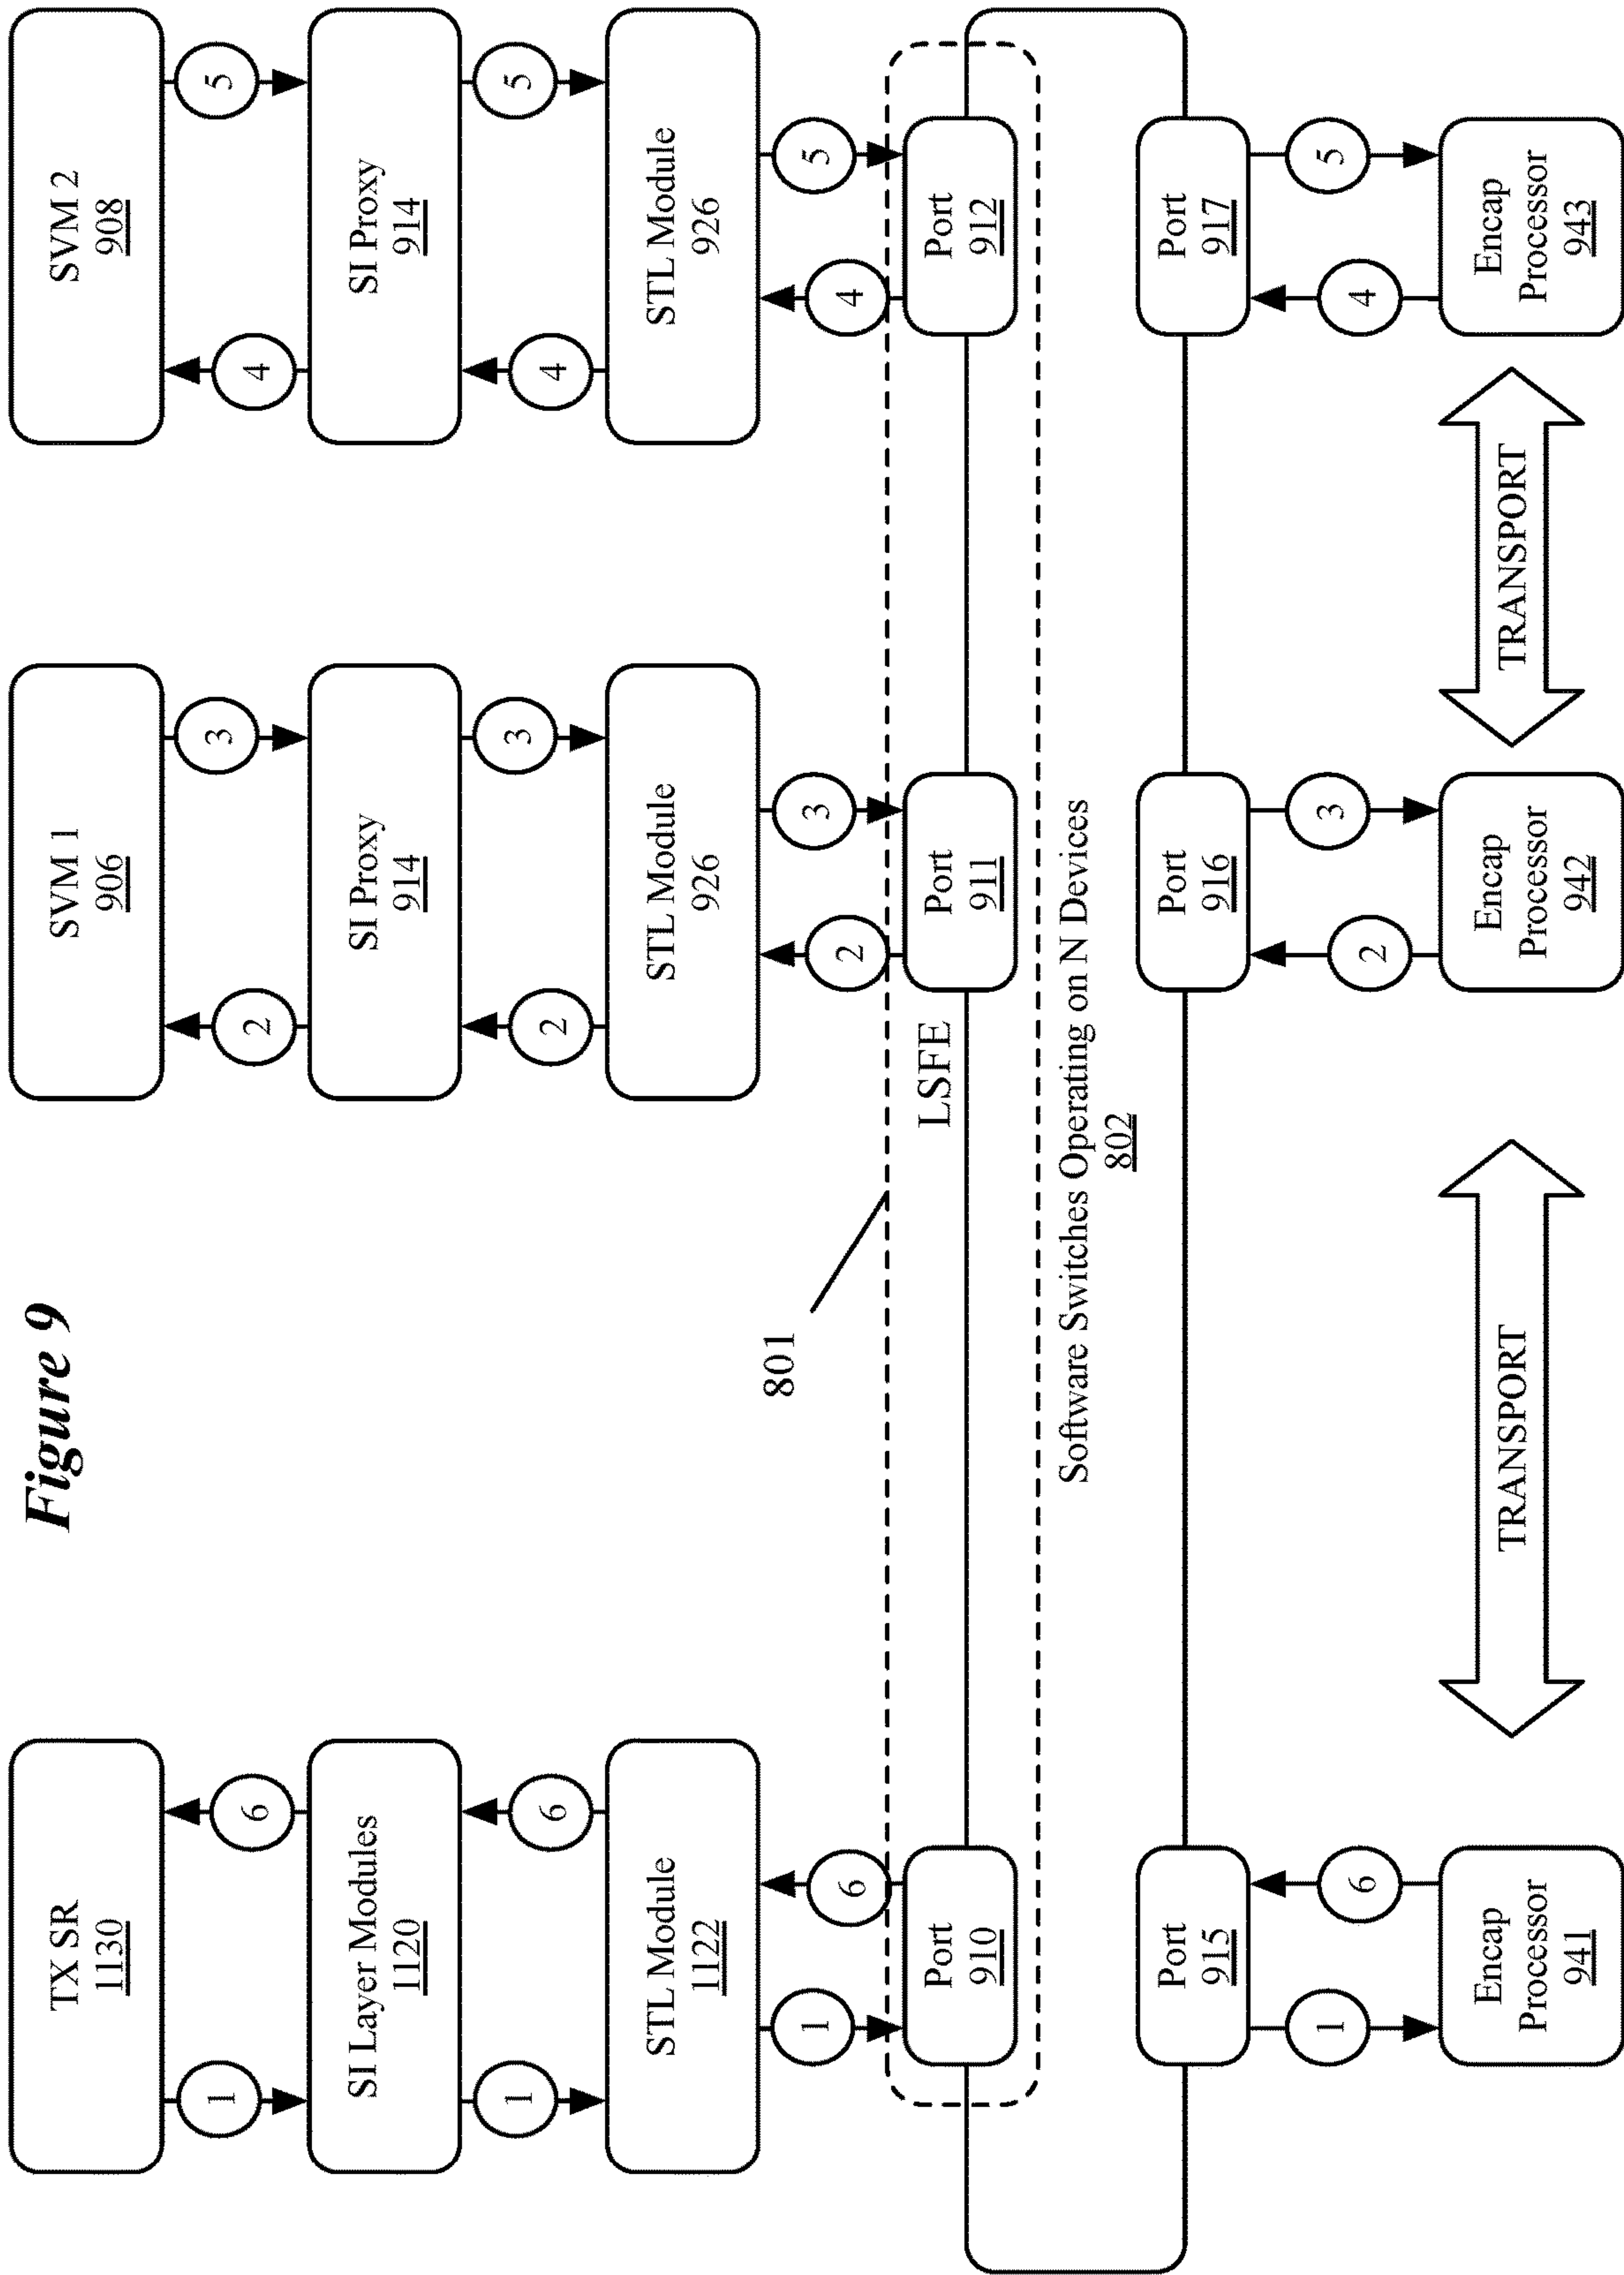 Figure 9
TX SR
1130
SVM 1
906
SVM 2
908
1
6
2
3
4
5
SI Layer Modules
1120
SI Proxy
914
SI Proxy
914
1
6
2
3
4
5
STL Module
1122
STL Module
926
STL Module
926
801
1
6
2
3
4
5
Port
910
LSFE
Port
911
Port
912
Software Switches Operating on N Devices
802
Port
915
Port
916
Port
917
1
6
2
3
4
5
Encap
Processor
941
TRANSPORT
Encap
Processor
942
TRANSPORT
Encap
Processor
943